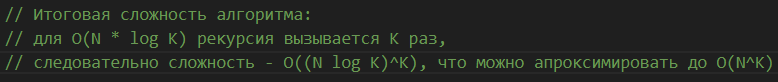 // Итоговая сложность алгоритма:
// для O(N * log K) рекурсия вызывается K раз,
// следовательно сложность - O((N log K)^K), что можно апроксимировать до O(N^K)